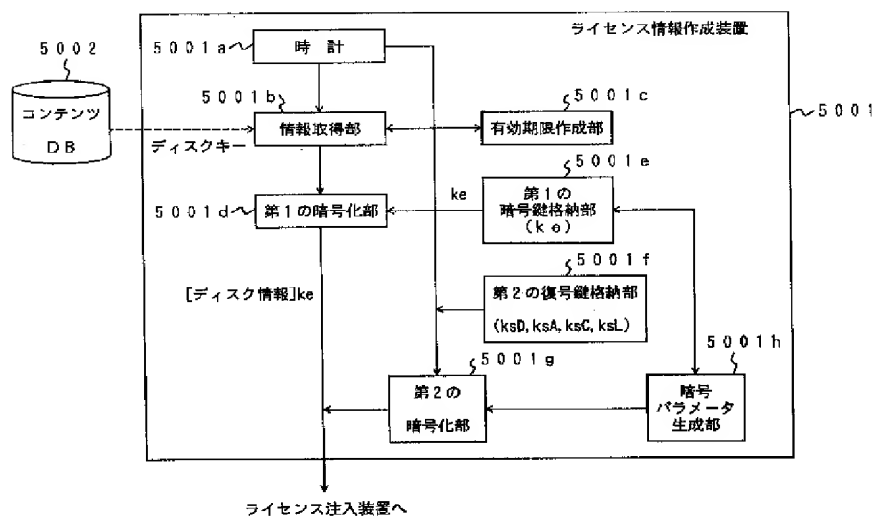 ライセンス情報作成装置
5002
5001a
時 計
5001b
5001c
5001
コンテンツ
DB
ディスクキー
情報取得部
有効期限作成部
5001e
5001d
第1の暗号化部
ke
第1の
暗号鍵格納部
(ke)
5001f
[ディスク情報]ke
第2の復号鍵格納部
(ksD,ksA,ksC,ksL)
5001g
5001h
第2の
暗号化部
暗号
パラメータ
生成部
ライセンス注入装置へ